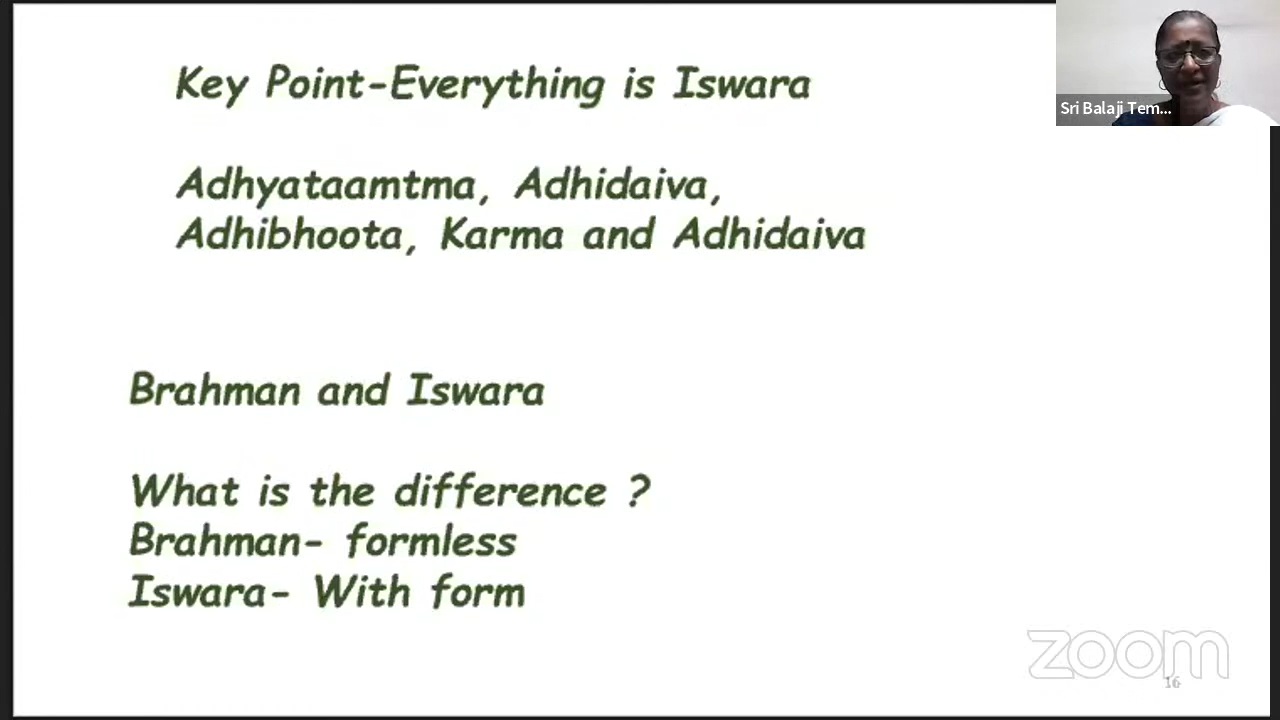 Key Point-Everything is Iswara
Sri Balaji Tem...
Adhyataamtma, Adhidaiva,
Adhibhoota, Karma and Adhidaiva
Brahman and Iswara
What is the difference ?
Brahman- formless
Iswara- With form
zoom
16